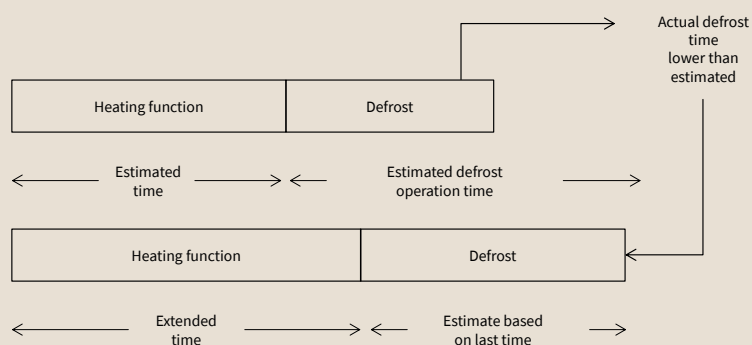 Actual defrost
time
lower than
estimated
Heating function
Defrost
Estimated
time
Estimated defrost
operation time
Heating function
Defrost
Extended
time
Estimate based
on last time